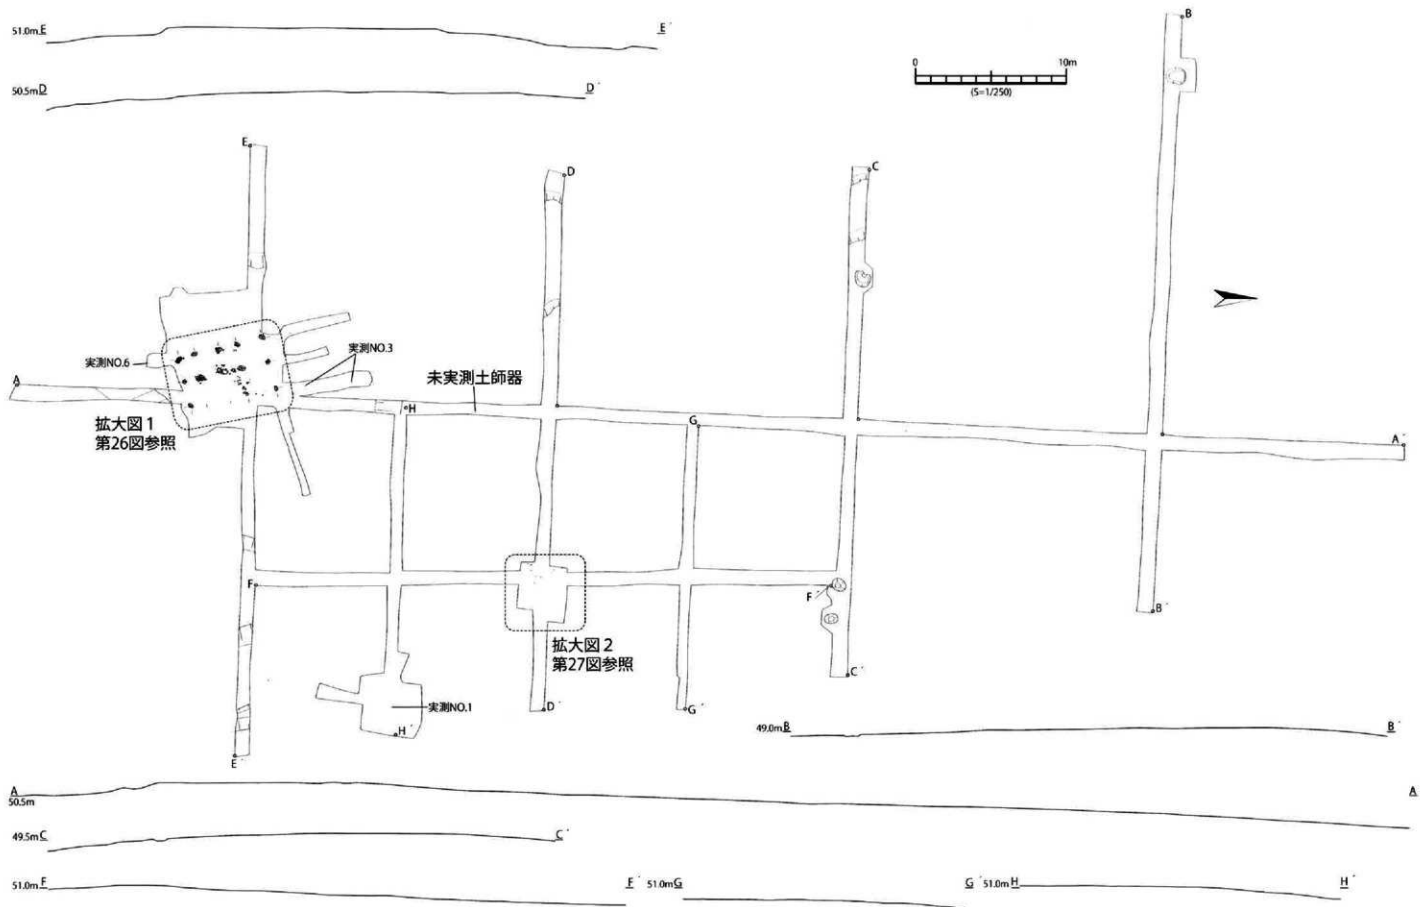 51.0m E E´
50.5m D D´
0 10m
(S=1/250)
B
E
D
C
実測NO.6
実測NO.3
A
未実測土師器
H
拡大図1
第26図参照
G
A´
F
F´
B´
拡大図2
第27図参照
C´
実測NO.1
D´
G´
H´
E´
49.0m B B´
A A
50.5m
49.5m C C´
51.0m F F´ 51.0m G G´ 51.0m H H´